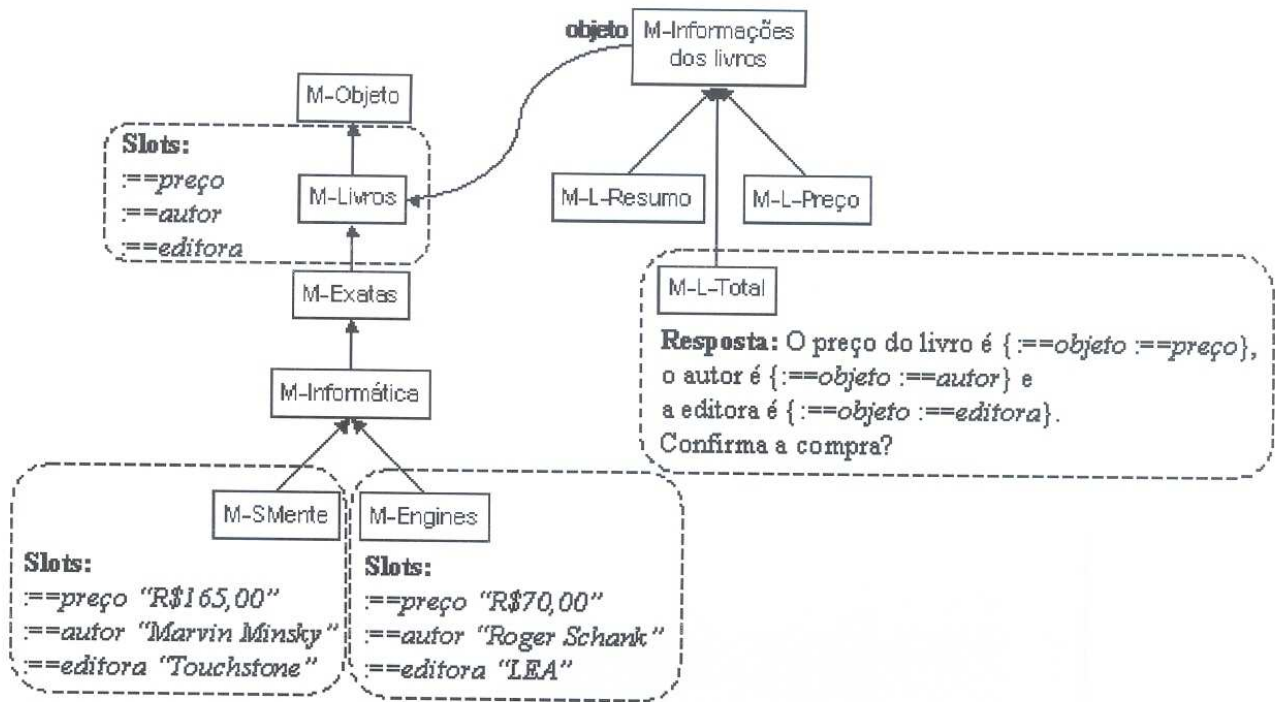 objeto
M-Informações
dos livros
M-Objeto
Slots:
:==preço
:==autor
:==editora
M-Livros
M-L-Resumo
M-L-Preço
M-Exatas
M-L-Total
Resposta: O preço do livro é {:==objeto :==preço},
o autor é {:==objeto :==autor} e
a editora é {:==objeto :==editora}.
Confirma a compra?
M-Informática
M-SMente
Slots:
:==preço “R$165,00”
:==autor “Marvin Minsky”
:==editora “Touchstone”
M-Engines
Slots:
:==preço “R$70,00”
:==autor “Roger Schank”
:==editora “LEA”